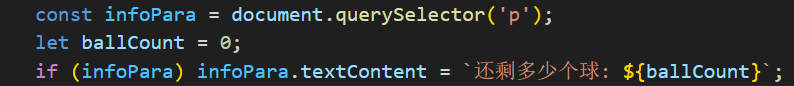 const infoPara = document.querySelector('p');
let ballCount = 0;
if (infoPara) infoPara.textContent = `还剩多少个球: ${ballCount}`;